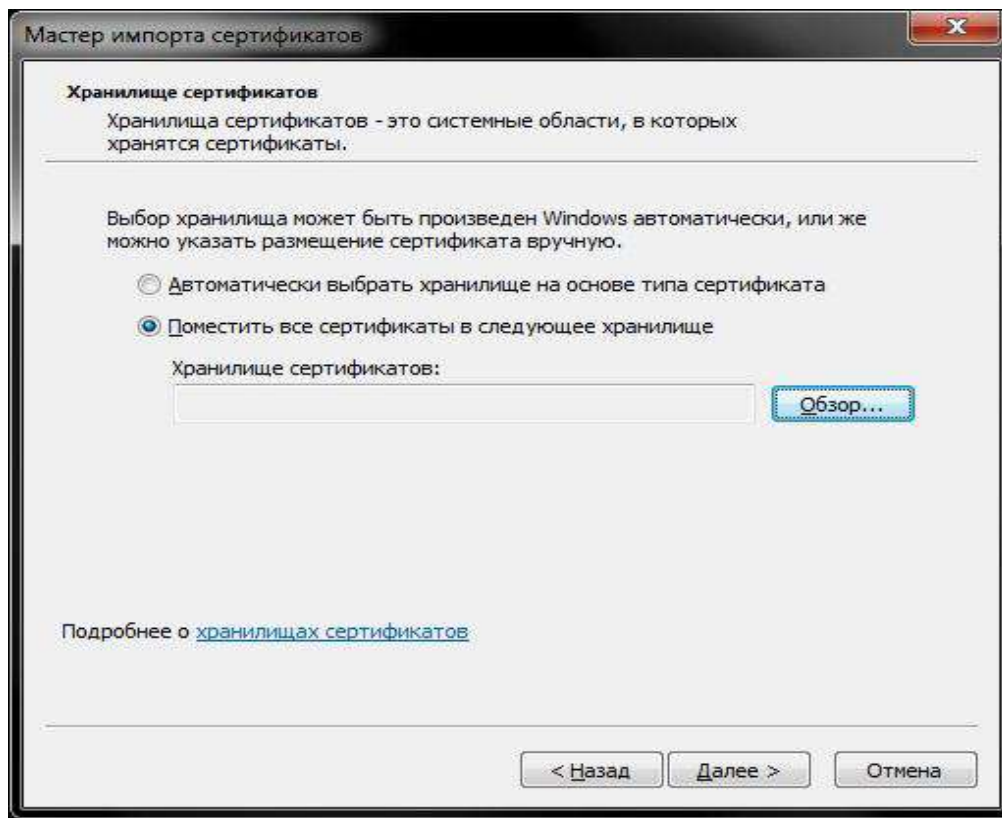 Мастер импорта сертификатов
Хранилище сертификатов
Хранилища сертификатов - это системные области, в которых
хранятся сертификаты.
Выбор хранилища может быть произведен Windows автоматически, или же
можно указать размещение сертификата вручную.
Автоматически выбрать хранилище на основе типа сертификата
Поместить все сертификаты в следующее хранилище
Хранилище сертификатов:
Обзор...
Подробнее о хранилищах сертификатов
< Назад Далее > Отмена